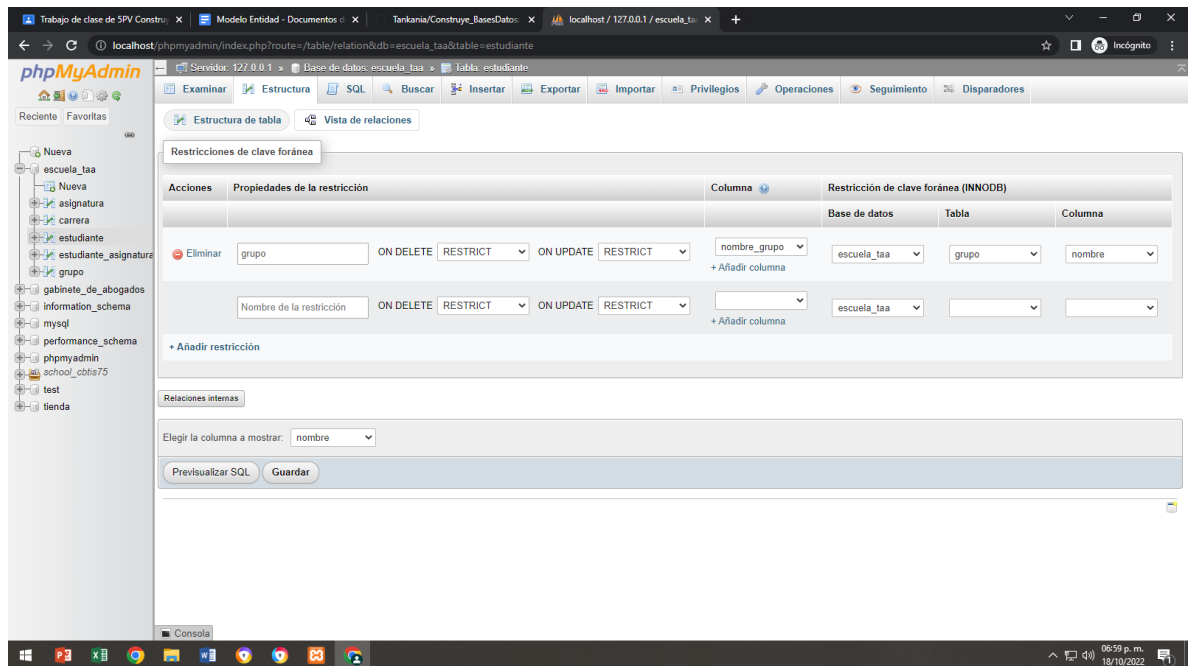 Trabajo de clase de 5PV Constru
Modelo Entidad - Documentos d
Tankania/Construye_BasesDatos:
localhost / 127.0.0.1 / escuela_ta
localhost/phpmyadmin/index.php?route=/table/relation&db=escuela_taa&table=estudiante
Incógnito
phpMyAdmin
Reciente Favoritas
Nueva
escuela_taa
Nueva
asignatura
carrera
estudiante
estudiante_asignatura
grupo
gabinete_de_abogados
information_schema
mysql
performance_schema
phpmyadmin
school_cbtis75
test
tienda
Servidor: 127.0.0.1 » Base de datos: escuela_taa » Tabla: estudiante
Examinar Estructura SQL Buscar Insertar Exportar Importar Privilegios Operaciones Seguimiento Disparadores
Estructura de tabla Vista de relaciones
Restricciones de clave foránea
Acciones Propiedades de la restricción Columna Restricción de clave foránea (INNODB)
Base de datos Tabla Columna
Eliminar grupo ON DELETE RESTRICT ON UPDATE RESTRICT nombre_grupo escuela_taa grupo nombre
+ Añadir columna
Nombre de la restricción ON DELETE RESTRICT ON UPDATE RESTRICT escuela_taa
+ Añadir columna
+ Añadir restricción
Relaciones internas
Elegir la columna a mostrar: nombre
Previsualizar SQL Guardar
Consola
06:59 p. m.
18/10/2022